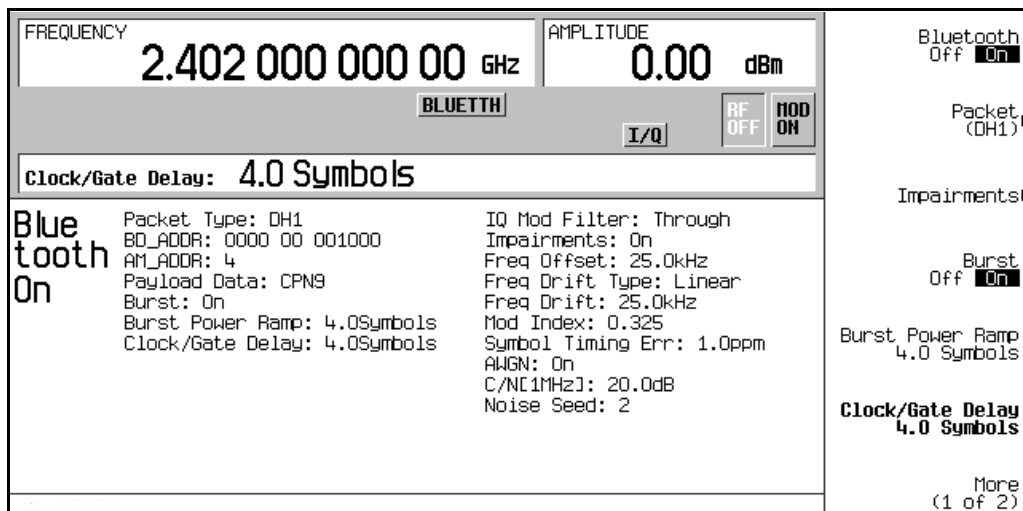 FREQUENCY
2.402 000 000 00 GHz
AMPLITUDE
0.00 dBm
BLUETTH
I/Q
RF OFF
MOD ON
Clock/Gate Delay: 4.0 Symbols
Blue
tooth
On
Packet Type: DH1
BD_ADDR: 0000 00 001000
AM_ADDR: 4
Payload Data: CPN9
Burst: On
Burst Power Ramp: 4.0Symbols
Clock/Gate Delay: 4.0Symbols
IQ Mod Filter: Through
Impairments: On
Freq Offset: 25.0kHz
Freq Drift Type: Linear
Freq Drift: 25.0kHz
Mod Index: 0.325
Symbol Timing Err: 1.0ppm
AWGN: On
C/N[1MHz]: 20.0dB
Noise Seed: 2
Bluetooth
Off On
Packet
(DH1)
Impairments
Burst
Off On
Burst Power Ramp
4.0 Symbols
Clock/Gate Delay
4.0 Symbols
More
(1 of 2)